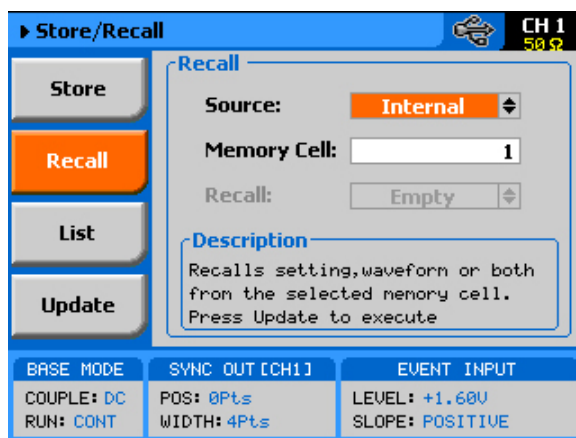 Store/Recall
CH 1
50 Ω
Store
Recall
List
Update
Recall
Source: Internal
Memory Cell: 1
Recall: Empty
Description
Recalls setting,waveform or both
from the selected memory cell.
Press Update to execute
BASE MODE
COUPLE: DC
RUN: CONT
SYNC OUT [CH1]
POS: 0Pts
WIDTH: 4Pts
EVENT INPUT
LEVEL: +1.60V
SLOPE: POSITIVE